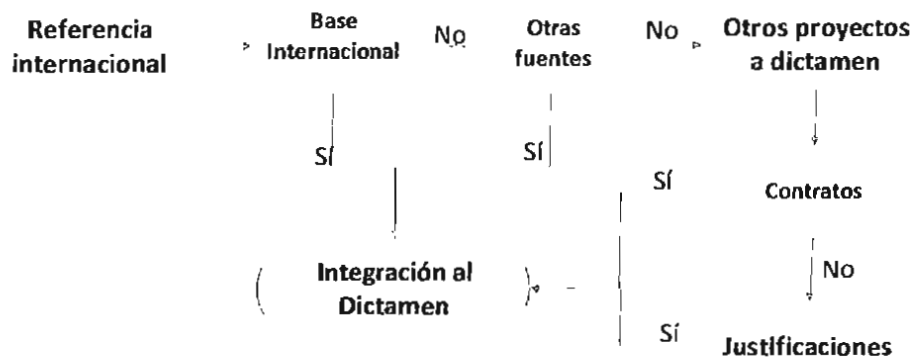 Referencia
internacional
Base
Internacional
No
Otras
fuentes
No
Otros proyectos
a dictamen
Sí
Sí
Sí
Contratos
Integración al
Dictamen
No
Sí
Justificaciones